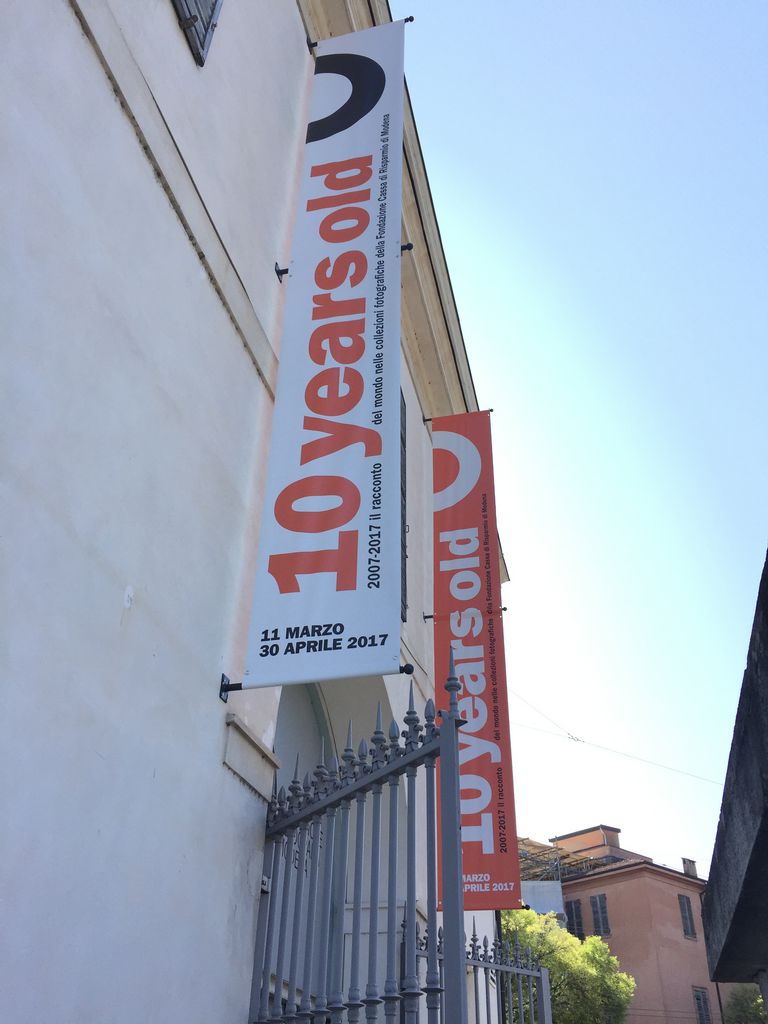 10 years old
2007-2017 il racconto
del mondo nelle collezioni fotografiche della Fondazione Cassa di Risparmio di Modena
11 MARZO
30 APRILE 2017
10 years old
2007-2017 il racconto
del mondo nelle collezioni fotografiche della Fondazione Cassa di Risparmio di Modena
MARZO
APRILE 2017